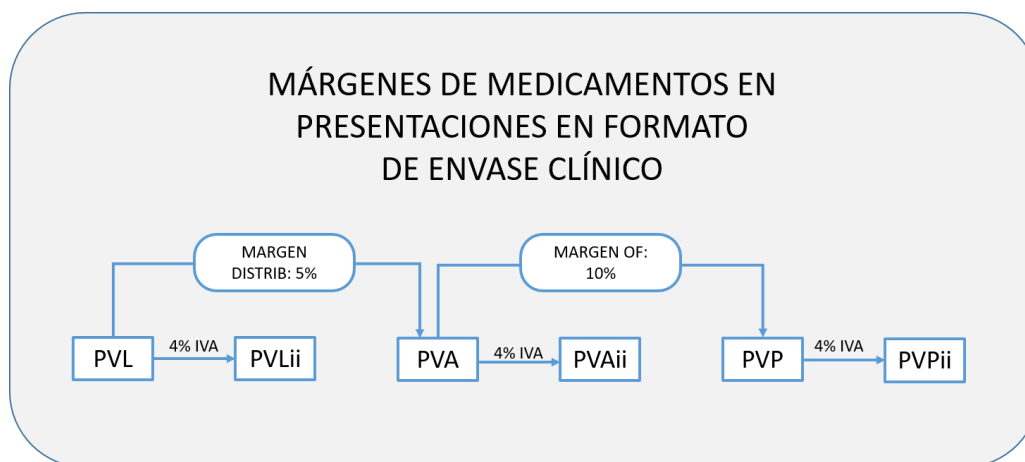 MÁRGENES DE MEDICAMENTOS EN
PRESENTACIONES EN FORMATO
DE ENVASE CLÍNICO
MARGEN
DISTRIB: 5%
MARGEN OF:
10%
PVL
4% IVA
PVLii
PVA
4% IVA
PVAii
PVP
4% IVA
PVPii